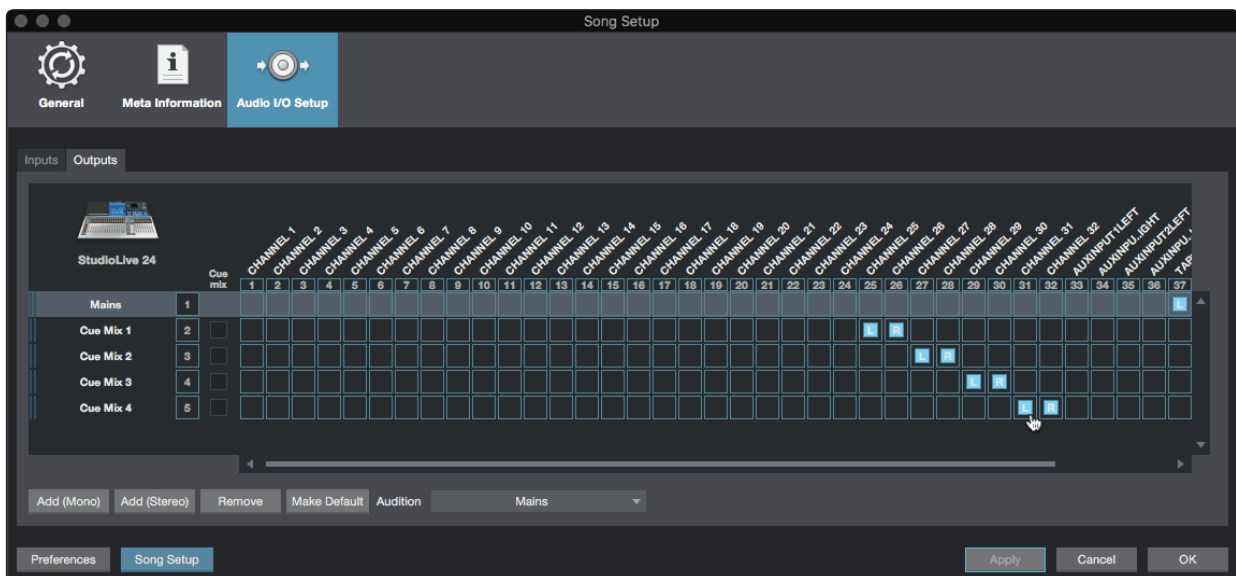 Song Setup
General
Meta Information
Audio I/O Setup
Inputs
Outputs
StudioLive 24
Cue
mix
CHANNEL 1
CHANNEL 2
CHANNEL 3
CHANNEL 4
CHANNEL 5
CHANNEL 6
CHANNEL 7
CHANNEL 8
CHANNEL 9
CHANNEL 10
CHANNEL 11
CHANNEL 12
CHANNEL 13
CHANNEL 14
CHANNEL 15
CHANNEL 16
CHANNEL 17
CHANNEL 18
CHANNEL 19
CHANNEL 20
CHANNEL 21
CHANNEL 22
CHANNEL 23
CHANNEL 24
CHANNEL 25
CHANNEL 26
CHANNEL 27
CHANNEL 28
CHANNEL 29
CHANNEL 30
CHANNEL 31
CHANNEL 32
AUXINPUT1LEFT
AUXINPU..IGHT
AUXINPUT2LEFT
AUXINPU..
TAP
1 2 3 4 5 6 7 8 9 10 11 12 13 14 15 16 17 18 19 20 21 22 23 24 25 26 27 28 29 30 31 32 33 34 35 36 37
Mains 1 L
Cue Mix 1 2 L R
Cue Mix 2 3 L R
Cue Mix 3 4 L R
Cue Mix 4 5 L R
Add (Mono) Add (Stereo) Remove Make Default Audition Mains
Preferences Song Setup Apply Cancel OK